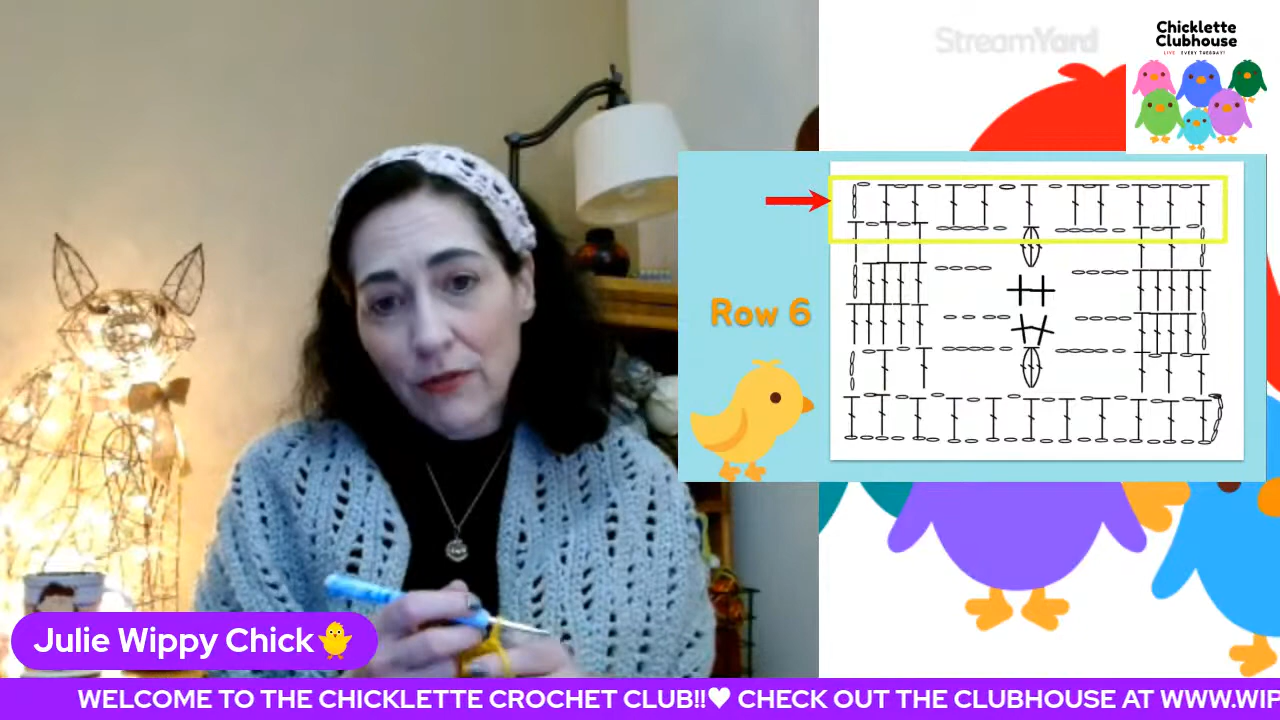 StreamYard
Chicklette
Clubhouse
LIVE EVERY TUESDAY!
Row 6
Julie Wippy Chick
WELCOME TO THE CHICKLETTE CROCHET CLUB!!♥ CHECK OUT THE CLUBHOUSE AT WWW.WIP